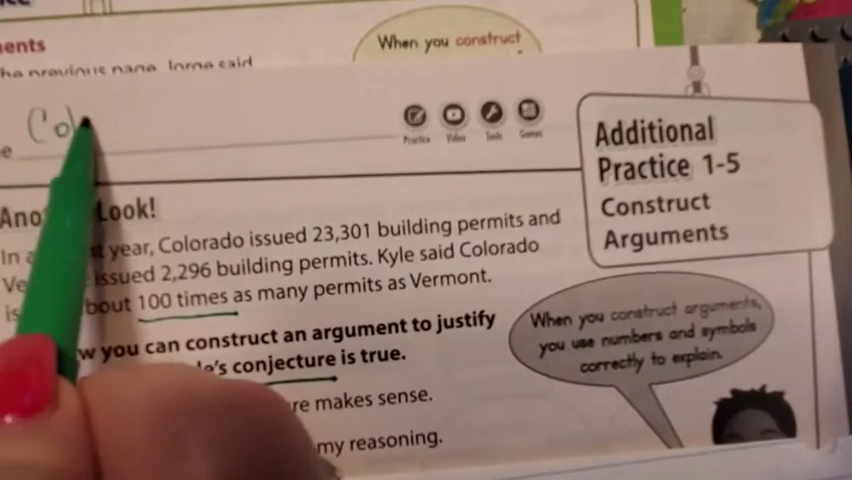 ents
When you construct
he previous page, Jorge said
Col
e
Practice Video Tools Games
Additional
Practice 1-5
Construct
Arguments
Look!
In a year, Colorado issued 23,301 building permits and
issued 2,296 building permits. Kyle said Colorado
bout 100 times as many permits as Vermont.
w you can construct an argument to justify
's conjecture is true.
re makes sense.
my reasoning.
When you construct arguments,
you use numbers and symbols
correctly to explain.